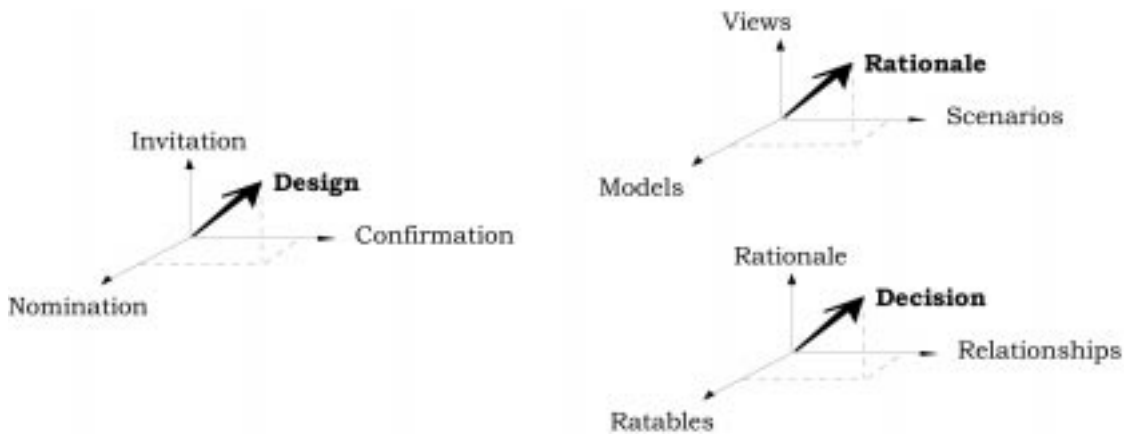 Views
Rationale
Scenarios
Models
Invitation
Design
Confirmation
Nomination
Rationale
Decision
Relationships
Ratables